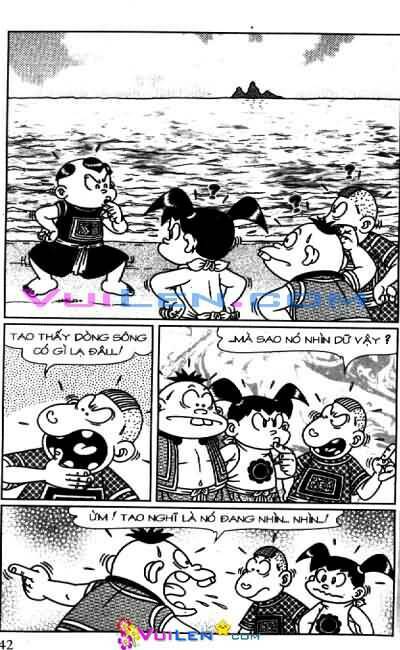 ?
?
?
VUILEN.COM
TAO THẤY DÒNG SÔNG
CÓ GÌ LẠ ĐÂU..!
...MÀ SAO NÓ NHÌN DỮ VẬY ?
ỪM ! TAO NGHĨ LÀ NÓ ĐANG NHÌN... NHÌN...!
42
VUILEN.COM